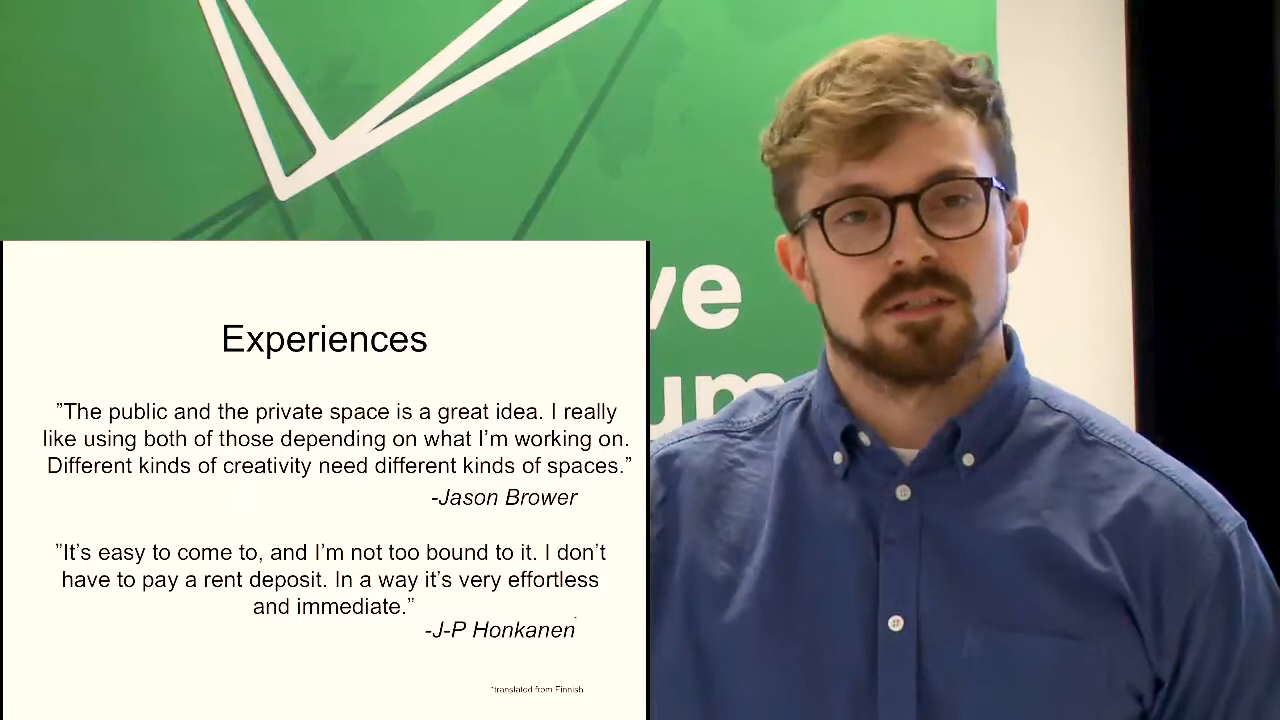 ve
um
Experiences
”The public and the private space is a great idea. I really
like using both of those depending on what I’m working on.
Different kinds of creativity need different kinds of spaces.”
-Jason Brower
”It’s easy to come to, and I’m not too bound to it. I don’t
have to pay a rent deposit. In a way it’s very effortless
and immediate.”
-J-P Honkanen
*translated from Finnish